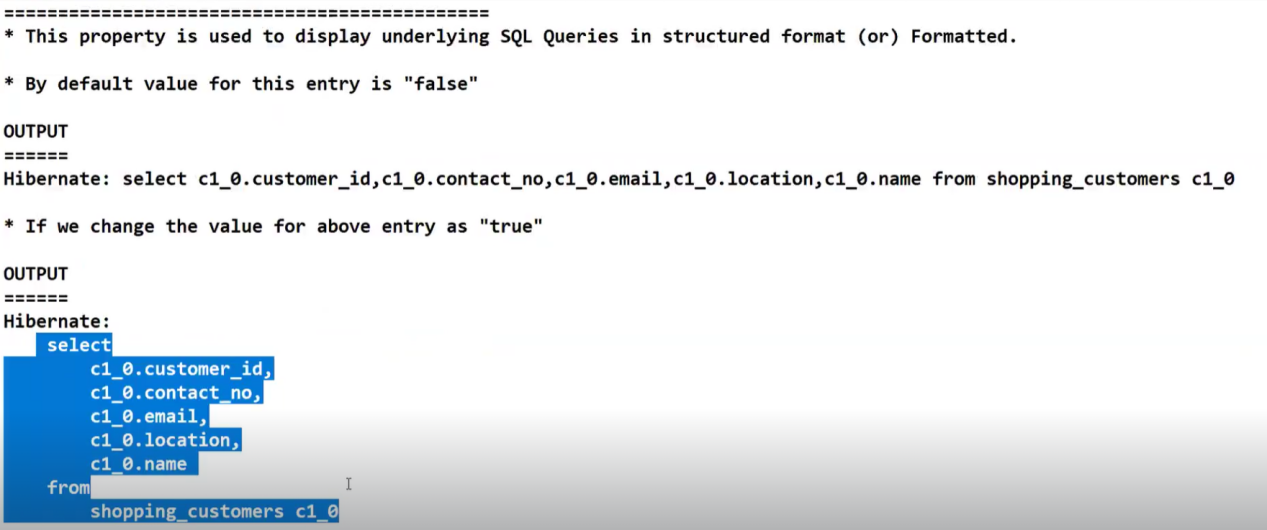 =============================================
* This property is used to display underlying SQL Queries in structured format (or) Formatted.
* By default value for this entry is "false"
OUTPUT
======
Hibernate: select c1_0.customer_id,c1_0.contact_no,c1_0.email,c1_0.location,c1_0.name from shopping_customers c1_0
* If we change the value for above entry as "true"
OUTPUT
======
Hibernate:
    select
        c1_0.customer_id,
        c1_0.contact_no,
        c1_0.email,
        c1_0.location,
        c1_0.name
    from
        shopping_customers c1_0